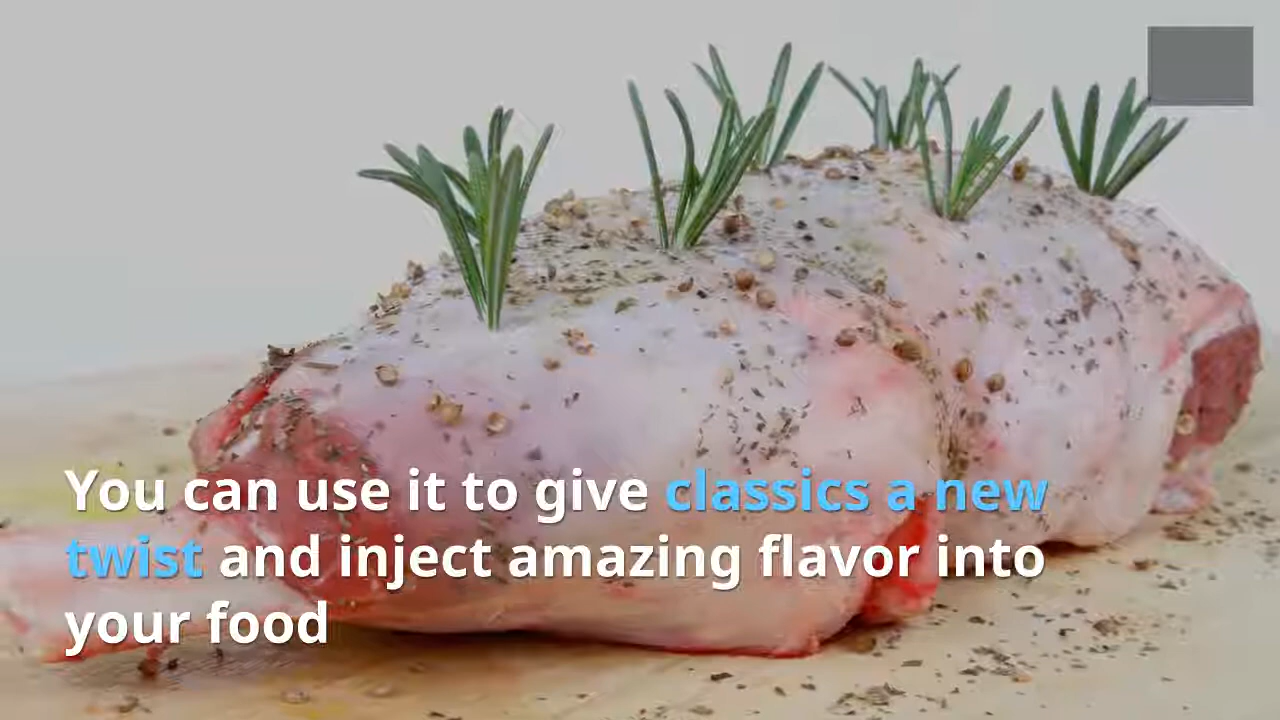 You can use it to give classics a new
twist and inject amazing flavor into
your food